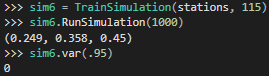 >>> sim6 = TrainSimulation(stations, 115)
>>> sim6.RunSimulation(1000)
(0.249, 0.358, 0.45)
>>> sim6.var(.95)
0